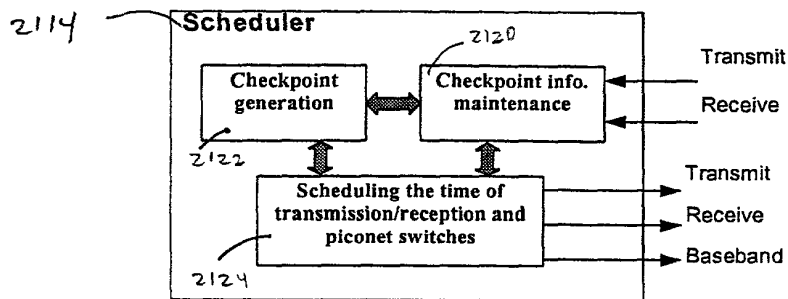 2114
Scheduler
2120
Checkpoint
generation
Checkpoint info.
maintenance
Transmit
Receive
2122
Scheduling the time of
transmission/reception and
piconet switches
Transmit
Receive
Baseband
2124